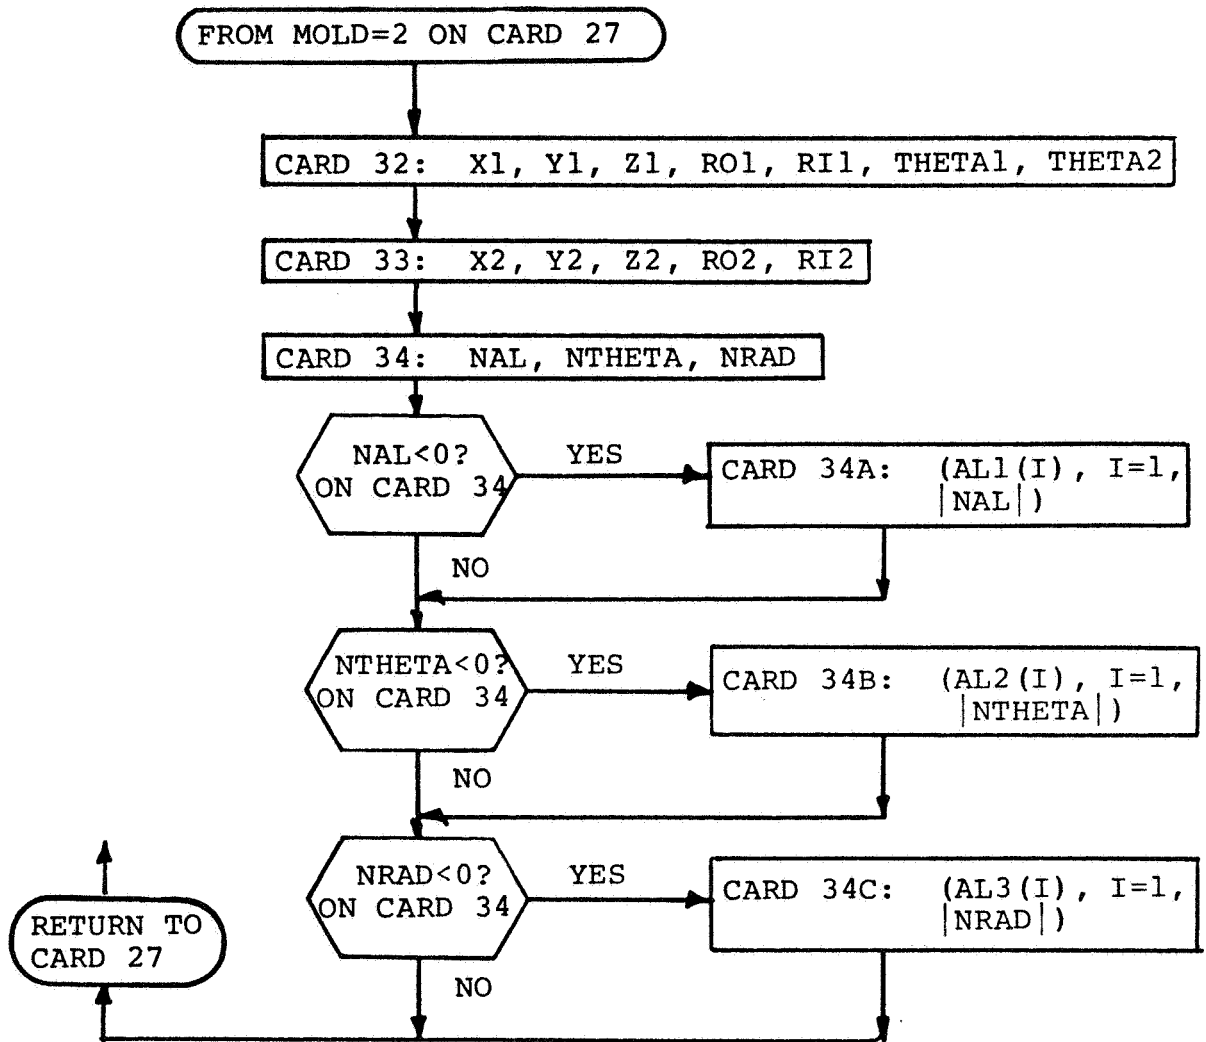 FROM MOLD=2 ON CARD 27
CARD 32: X1, Y1, Z1, RO1, RI1, THETA1, THETA2
CARD 33: X2, Y2, Z2, RO2, RI2
CARD 34: NAL, NTHETA, NRAD
NAL<0?
ON CARD 34
YES
CARD 34A: (AL1(I), I=1,
|NAL|)
NO
NTHETA<0?
ON CARD 34
YES
CARD 34B: (AL2(I), I=1,
|NTHETA|)
NO
NRAD<0?
ON CARD 34
YES
CARD 34C: (AL3(I), I=1,
|NRAD|)
NO
RETURN TO
CARD 27